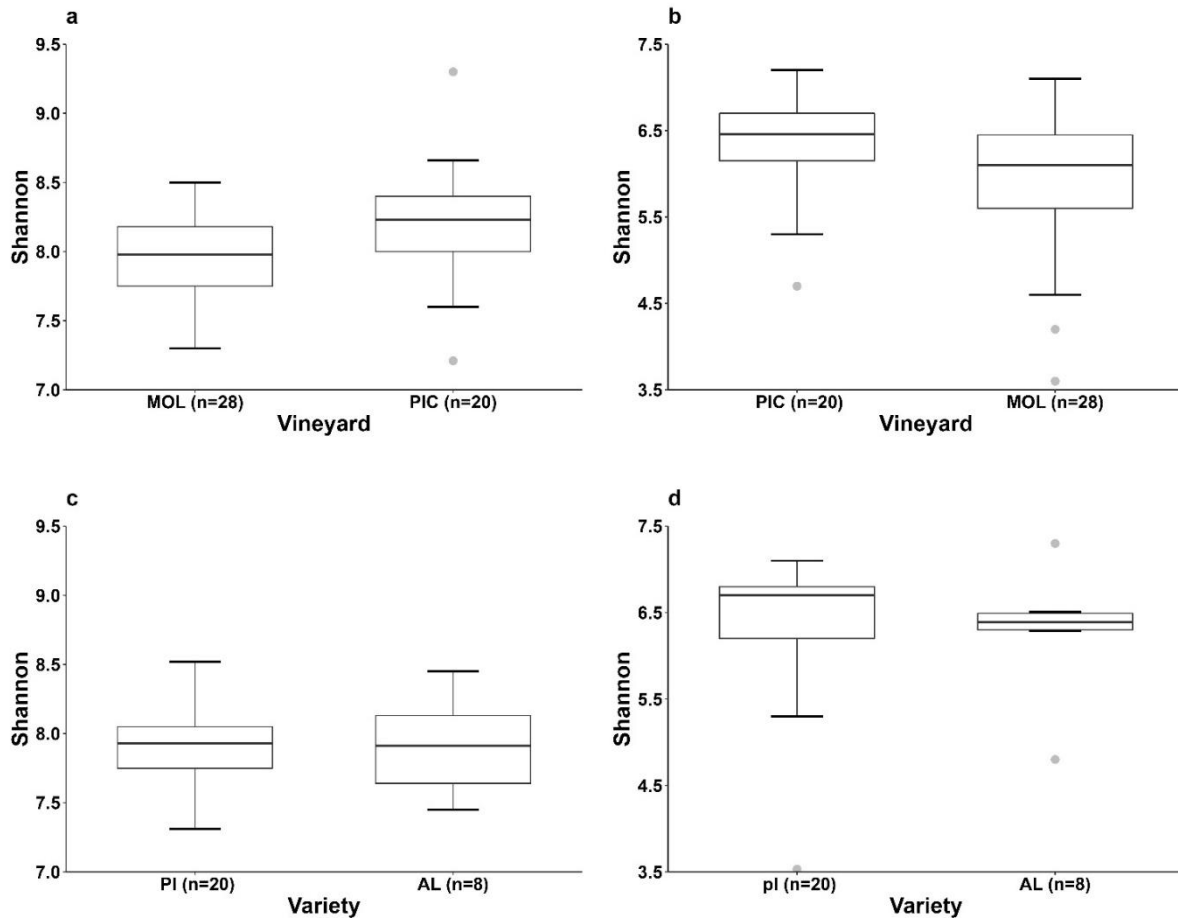 a
9.5
9.0
8.5
8.0
7.5
7.0
Shannon
MOL (n=28) PIC (n=20)
Vineyard
b
7.5
6.5
5.5
4.5
3.5
Shannon
PIC (n=20) MOL (n=28)
Vineyard
c
9.5
9.0
8.5
8.0
7.5
7.0
Shannon
PI (n=20) AL (n=8)
Variety
d
7.5
6.5
5.5
4.5
3.5
Shannon
pI (n=20) AL (n=8)
Variety